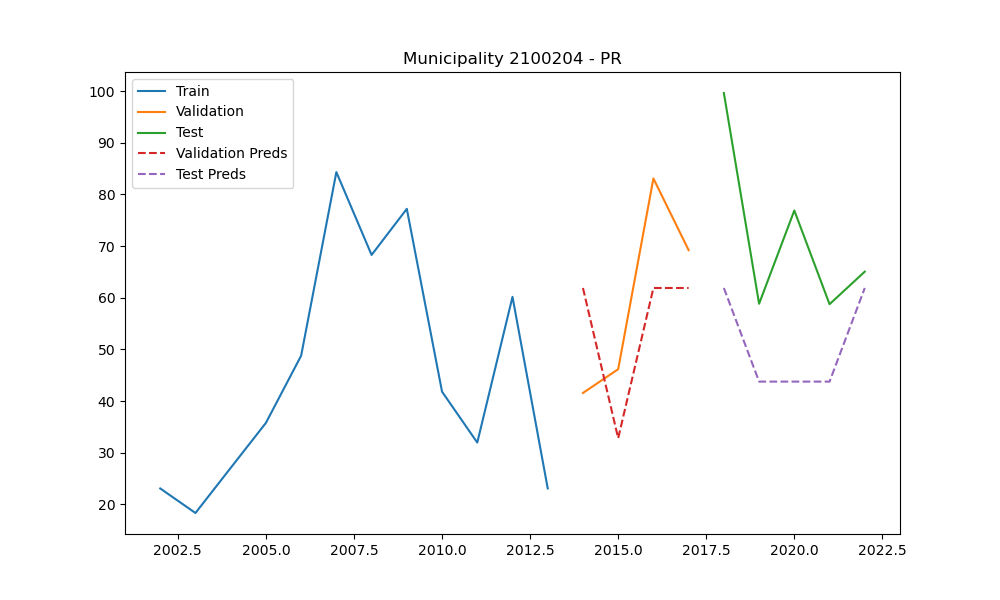 Municipality 2100204 - PR
Train
Validation
Test
Validation Preds
Test Preds
100
90
80
70
60
50
40
30
20
2002.5 2005.0 2007.5 2010.0 2012.5 2015.0 2017.5 2020.0 2022.5